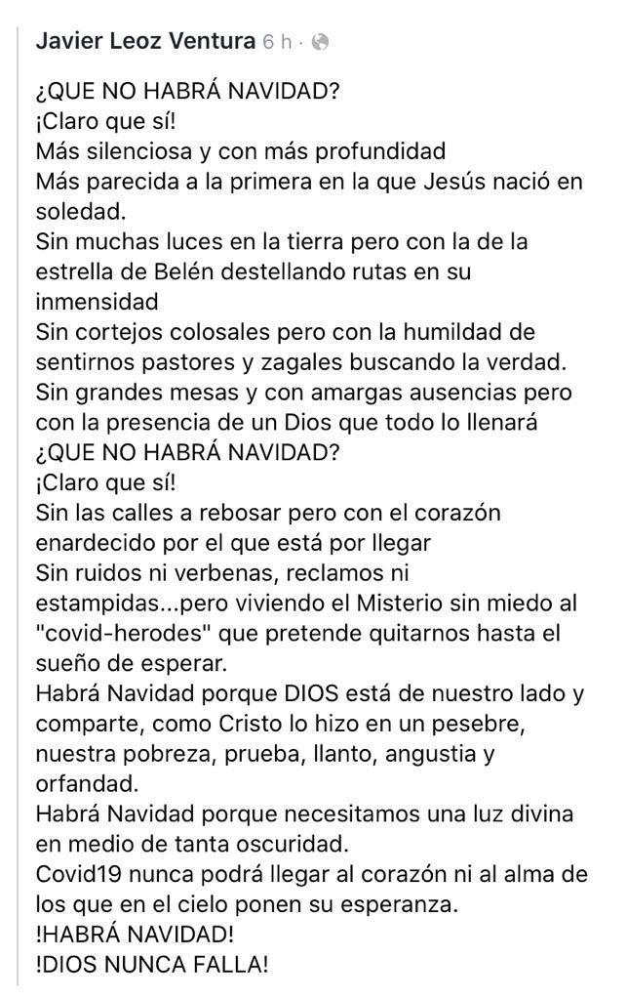 Javier Leoz Ventura 6 h ·
¿QUE NO HABRÁ NAVIDAD?
¡Claro que sí!
Más silenciosa y con más profundidad
Más parecida a la primera en la que Jesús nació en
soledad.
Sin muchas luces en la tierra pero con la de la
estrella de Belén destellando rutas en su
inmensidad
Sin cortejos colosales pero con la humildad de
sentirnos pastores y zagales buscando la verdad.
Sin grandes mesas y con amargas ausencias pero
con la presencia de un Dios que todo lo llenará
¿QUE NO HABRÁ NAVIDAD?
¡Claro que sí!
Sin las calles a rebosar pero con el corazón
enardecido por el que está por llegar
Sin ruidos ni verbenas, reclamos ni
estampidas...pero viviendo el Misterio sin miedo al
"covid-herodes" que pretende quitarnos hasta el
sueño de esperar.
Habrá Navidad porque DIOS está de nuestro lado y
comparte, como Cristo lo hizo en un pesebre,
nuestra pobreza, prueba, llanto, angustia y
orfandad.
Habrá Navidad porque necesitamos una luz divina
en medio de tanta oscuridad.
Covid19 nunca podrá llegar al corazón ni al alma de
los que en el cielo ponen su esperanza.
!HABRÁ NAVIDAD!
!DIOS NUNCA FALLA!